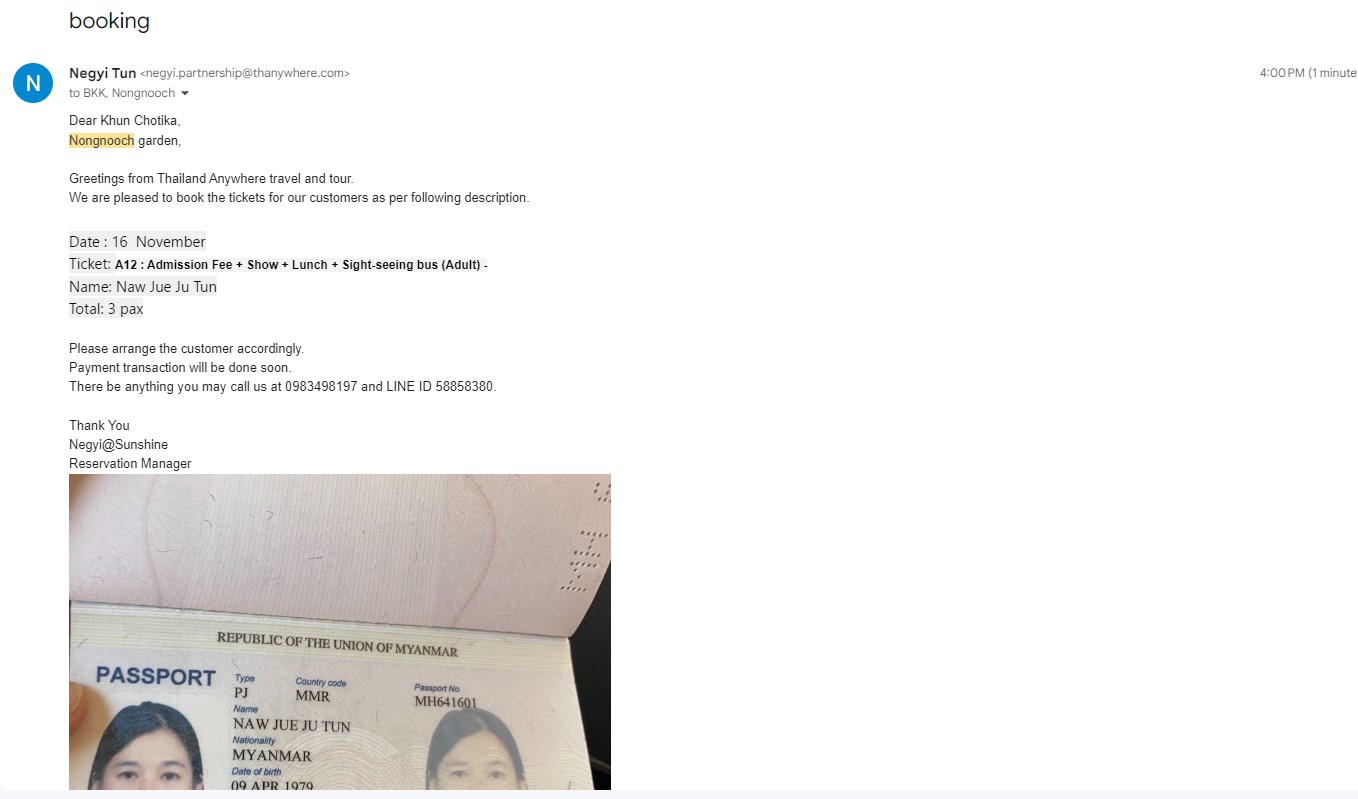 booking
Negyi Tun <negyi.partnership@thanywhere.com>
4:00 PM (1 minute
to BKK, Nongnooch
N
Dear Khun Chotika,
Nongnooch garden,
Greetings from Thailand Anywhere travel and tour.
We are pleased to book the tickets for our customers as per following description.
Date : 16  November
Ticket: A12 : Admission Fee + Show + Lunch + Sight-seeing bus (Adult) -
Name: Naw Jue Ju Tun
Total: 3 pax
Please arrange the customer accordingly.
Payment transaction will be done soon.
There be anything you may call us at 0983498197 and LINE ID 58858380.
Thank You
Negyi@Sunshine
Reservation Manager
REPUBLIC OF THE UNION OF MYANMAR
PASSPORT
Type
Country code
Passport No
PJ
MMR
MH641601
Name
NAW JUE JU TUN
Nationality
MYANMAR
Date of birth
09 APR 1979